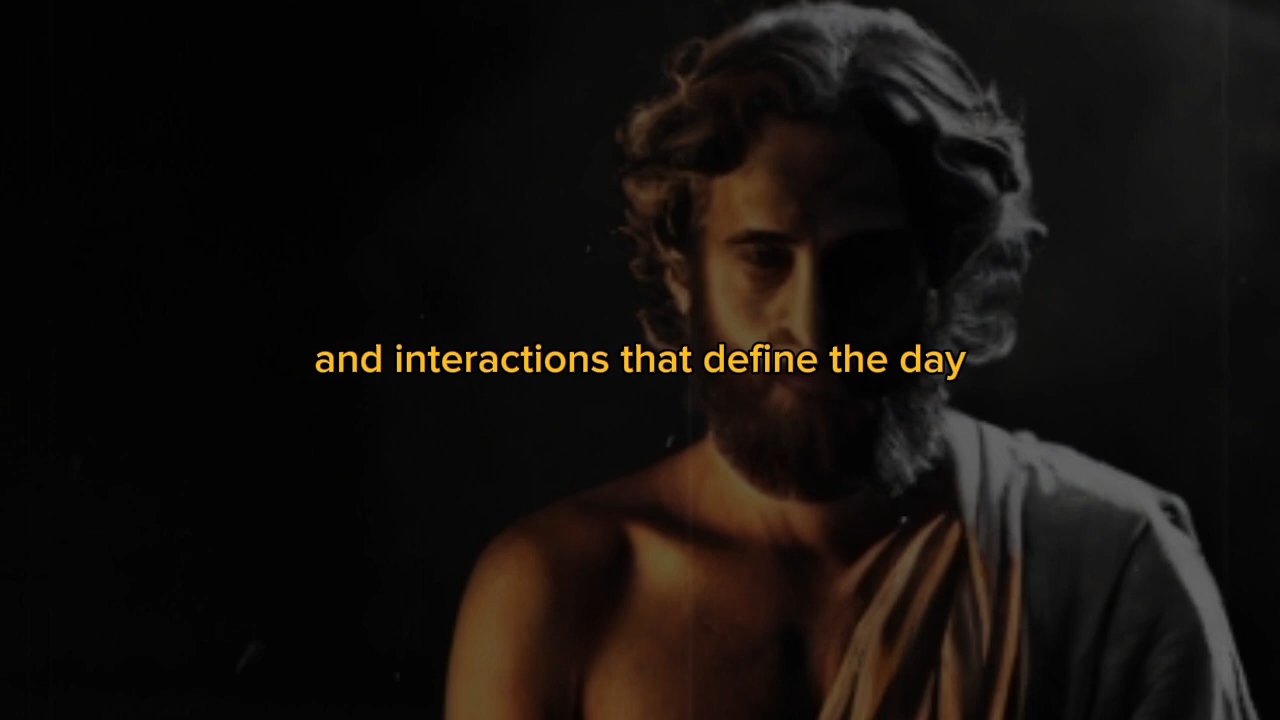 and interactions that define the day